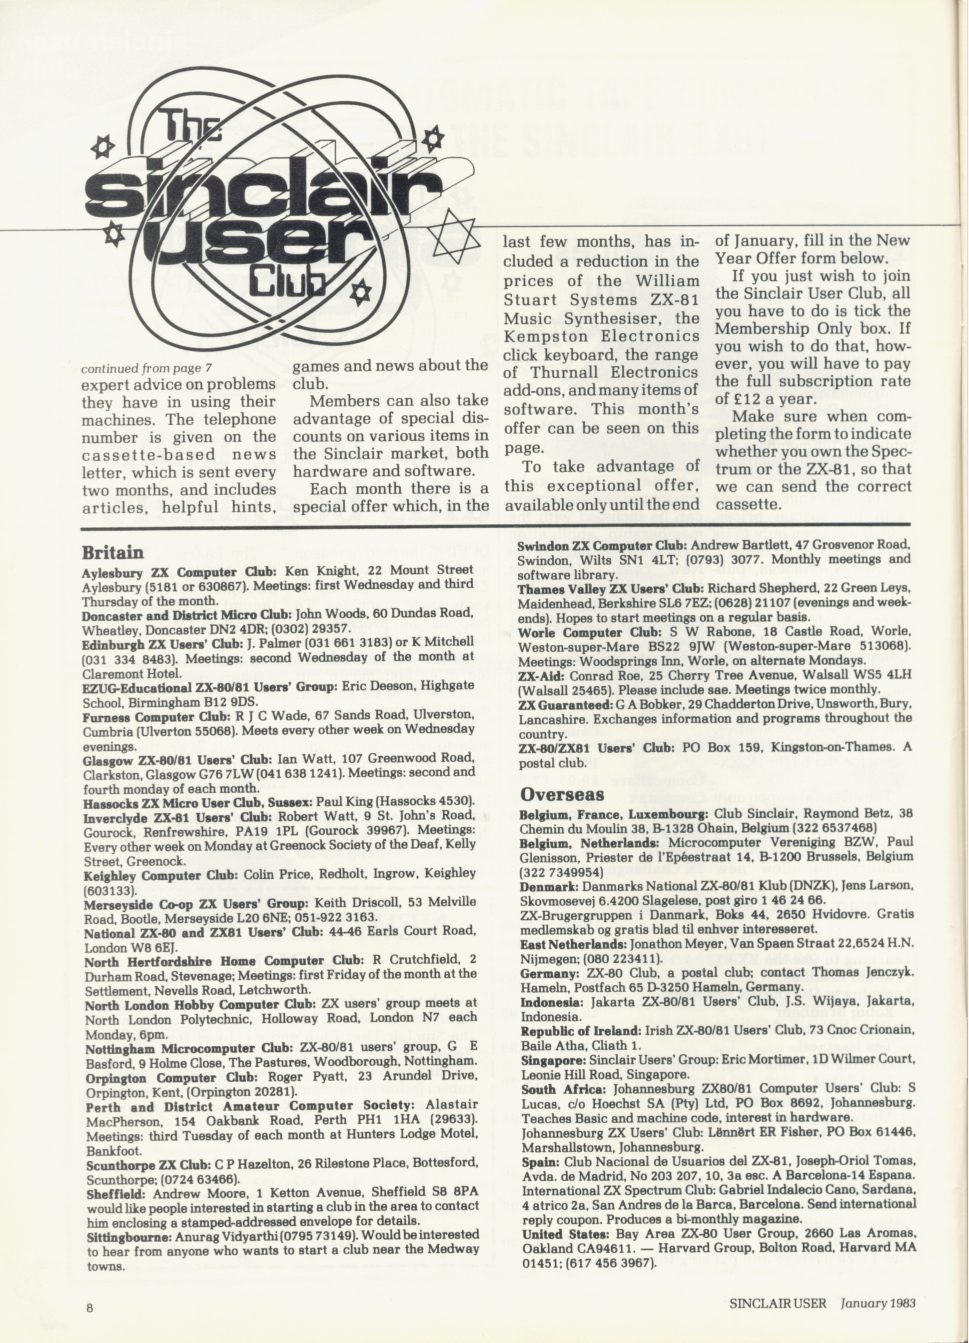 The
sinclair
user
Club
continued from page 7
expert advice on problems
they have in using their
machines. The telephone
number is given on the
cassette-based news
letter, which is sent every
two months, and includes
articles, helpful hints,
games and news about the
club.
Members can also take
advantage of special dis-
counts on various items in
the Sinclair market, both
hardware and software.
Each month there is a
special offer which, in the
last few months, has in-
cluded a reduction in the
prices of the William
Stuart Systems ZX-81
Music Synthesiser, the
Kempston Electronics
click keyboard, the range
of Thurnall Electronics
add-ons, and many items of
software. This month's
offer can be seen on this
page.
To take advantage of
this exceptional offer,
available only until the end
of January, fill in the New
Year Offer form below.
If you just wish to join
the Sinclair User Club, all
you have to do is tick the
Membership Only box. If
you wish to do that, how-
ever, you will have to pay
the full subscription rate
of £12 a year.
Make sure when com-
pleting the form to indicate
whether you own the Spec-
trum or the ZX-81, so that
we can send the correct
cassette.
Britain
Aylesbury ZX Computer Club: Ken Knight, 22 Mount Street
Aylesbury (5181 or 630867). Meetings: first Wednesday and third
Thursday of the month.
Doncaster and District Micro Club: John Woods, 60 Dundas Road,
Wheatley, Doncaster DN2 4DR; (0302) 29357.
Edinburgh ZX Users' Club: J. Palmer (031 661 3183) or K Mitchell
(031 334 8483). Meetings: second Wednesday of the month at
Claremont Hotel.
EZUG-Educational ZX-80/81 Users' Group: Eric Deeson, Highgate
School, Birmingham B12 9DS.
Furness Computer Club: R J C Wade, 67 Sands Road, Ulverston,
Cumbria (Ulverton 55068). Meets every other week on Wednesday
evenings.
Glasgow ZX-80/81 Users' Club: Ian Watt, 107 Greenwood Road,
Clarkston, Glasgow G76 7LW (041 638 1241). Meetings: second and
fourth monday of each month.
Hassocks ZX Micro User Club, Sussex: Paul King (Hassocks 4530).
Inverclyde ZX-81 Users' Club: Robert Watt, 9 St. John's Road,
Gourock, Renfrewshire, PA19 1PL (Gourock 39967). Meetings:
Every other week on Monday at Greenock Society of the Deaf, Kelly
Street, Greenock.
Keighley Computer Club: Colin Price, Redholt, Ingrow, Keighley
(603133).
Merseyside Co-op ZX Users' Group: Keith Driscoll, 53 Melville
Road, Bootle, Merseyside L20 6NE; 051-922 3163.
National ZX-80 and ZX81 Users' Club: 44-46 Earls Court Road,
London W8 6EJ.
North Hertfordshire Home Computer Club: R Crutchfield, 2
Durham Road, Stevenage; Meetings: first Friday of the month at the
Settlement, Nevells Road, Letchworth.
North London Hobby Computer Club: ZX users' group meets at
North London Polytechnic, Holloway Road, London N7 each
Monday, 6pm.
Nottingham Microcomputer Club: ZX-80/81 users' group, G E
Basford, 9 Holme Close, The Pastures, Woodborough, Nottingham.
Orpington Computer Club: Roger Pyatt, 23 Arundel Drive,
Orpington, Kent, (Orpington 20281).
Perth and District Amateur Computer Society: Alastair
MacPherson, 154 Oakbank Road, Perth PH1 1HA (29633).
Meetings: third Tuesday of each month at Hunters Lodge Motel,
Bankfoot.
Scunthorpe ZX Club: C P Hazelton, 26 Rilestone Place, Bottesford,
Scunthorpe; (0724 63466).
Sheffield: Andrew Moore, 1 Ketton Avenue, Sheffield S8 8PA
would like people interested in starting a club in the area to contact
him enclosing a stamped-addressed envelope for details.
Sittingbourne: Anurag Vidyarthi (0795 73149). Would be interested
to hear from anyone who wants to start a club near the Medway
towns.
Swindon ZX Computer Club: Andrew Bartlett, 47 Grosvenor Road,
Swindon, Wilts SN1 4LT; (0793) 3077. Monthly meetings and
software library.
Thames Valley ZX Users' Club: Richard Shepherd, 22 Green Leys,
Maidenhead, Berkshire SL6 7EZ; (0628) 21107 (evenings and week-
ends). Hopes to start meetings on a regular basis.
Worle Computer Club: S W Rabone, 18 Castle Road, Worle,
Weston-super-Mare BS22 9JW (Weston-super-Mare 513068).
Meetings: Woodsprings Inn, Worle, on alternate Mondays.
ZX-Aid: Conrad Roe, 25 Cherry Tree Avenue, Walsall WS5 4LH
(Walsall 25465). Please include sae. Meetings twice monthly.
ZX Guaranteed: G A Bobker, 29 Chadderton Drive, Unsworth, Bury,
Lancashire. Exchanges information and programs throughout the
country.
ZX-80/ZX81 Users' Club: PO Box 159, Kingston-on-Thames. A
postal club.
Overseas
Belgium, France, Luxembourg: Club Sinclair, Raymond Betz, 38
Chemin du Moulin 38, B-1328 Ohain, Belgium (322 6537468)
Belgium, Netherlands: Microcomputer Vereniging BZW, Paul
Glenisson, Priester de l'Epéestraat 14, B-1200 Brussels, Belgium
(322 7349954)
Denmark: Danmarks National ZX-80/81 Klub (DNZK), Jens Larson,
Skovmosevej 6.4200 Slagelese, post giro 1 46 24 66.
ZX-Brugergruppen i Danmark, Boks 44, 2650 Hvidovre. Gratis
medlemskab og gratis blad til enhver interesseret.
East Netherlands: Jonathon Meyer, Van Spaen Straat 22,6524 H.N.
Nijmegen; (080 223411).
Germany: ZX-80 Club, a postal club; contact Thomas Jenczyk.
Hameln, Postfach 65 D-3250 Hameln, Germany.
Indonesia: Jakarta ZX-80/81 Users' Club, J.S. Wijaya, Jakarta,
Indonesia.
Republic of Ireland: Irish ZX-80/81 Users' Club, 73 Cnoc Crionain,
Baile Atha, Cliath 1.
Singapore: Sinclair Users' Group: Eric Mortimer, 1D Wilmer Court,
Leonie Hill Road, Singapore.
South Africa: Johannesburg ZX80/81 Computer Users' Club: S
Lucas, c/o Hoechst SA (Pty) Ltd, PO Box 8692, Johannesburg.
Teaches Basic and machine code, interest in hardware.
Johannesburg ZX Users' Club: Lënnërt ER Fisher, PO Box 61446,
Marshallstown, Johannesburg.
Spain: Club Nacional de Usuarios del ZX-81, Joseph-Oriol Tomas,
Avda. de Madrid, No 203 207, 10, 3a esc. A Barcelona-14 Espana.
International ZX Spectrum Club: Gabriel Indalecio Cano, Sardana,
4 atrico 2a, San Andres de la Barca, Barcelona. Send international
reply coupon. Produces a bi-monthly magazine.
United States: Bay Area ZX-80 User Group, 2660 Las Aromas,
Oakland CA94611. — Harvard Group, Bolton Road, Harvard MA
01451; (617 456 3967).
8
SINCLAIR USER January 1983